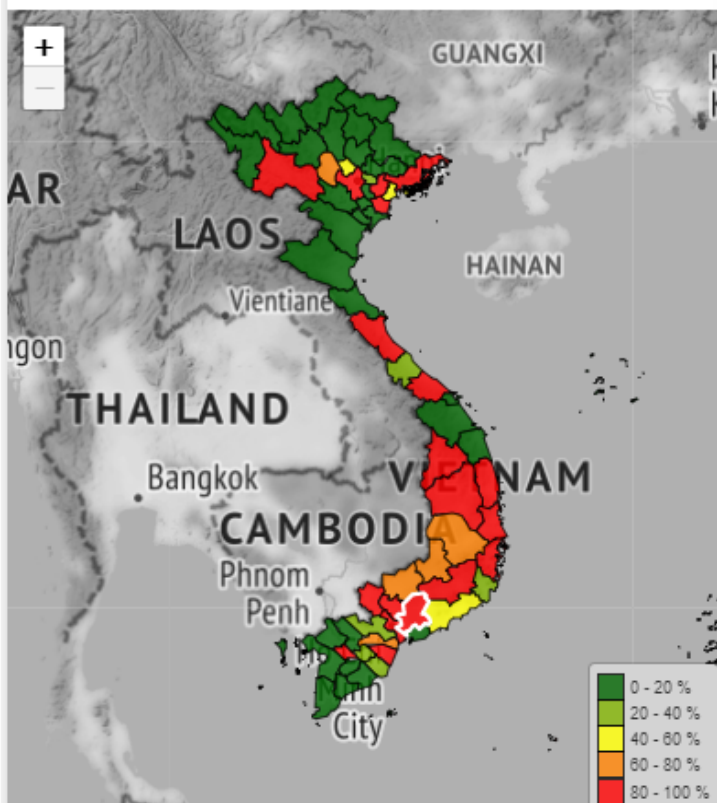 +
−
GUANGXI
AR
LAOS
HAINAN
Vientiane
ngon
THAILAND
Bangkok
VIETNAM
CAMBODIA
Phnom
Penh
City
0 - 20 %
20 - 40 %
40 - 60 %
60 - 80 %
80 - 100 %